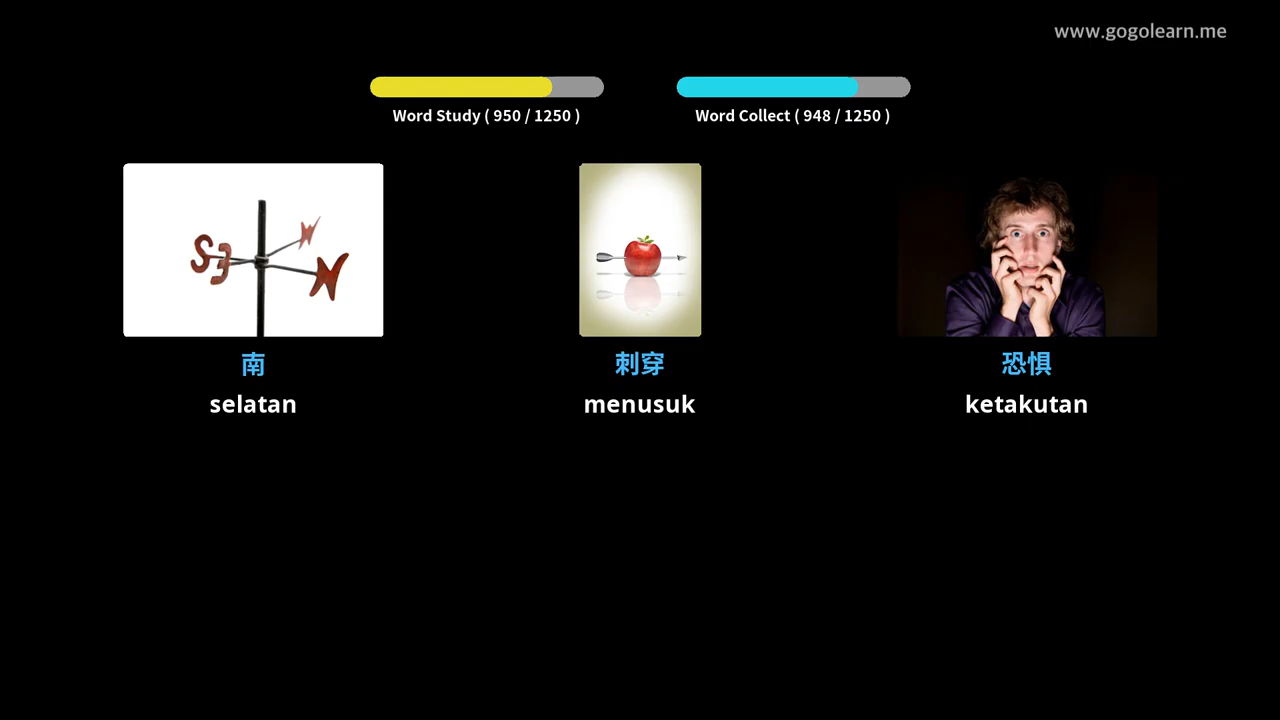 www.gogolearn.me
Word Study ( 950 / 1250 )
Word Collect ( 948 / 1250 )
S E N
南
刺穿
恐惧
selatan
menusuk
ketakutan